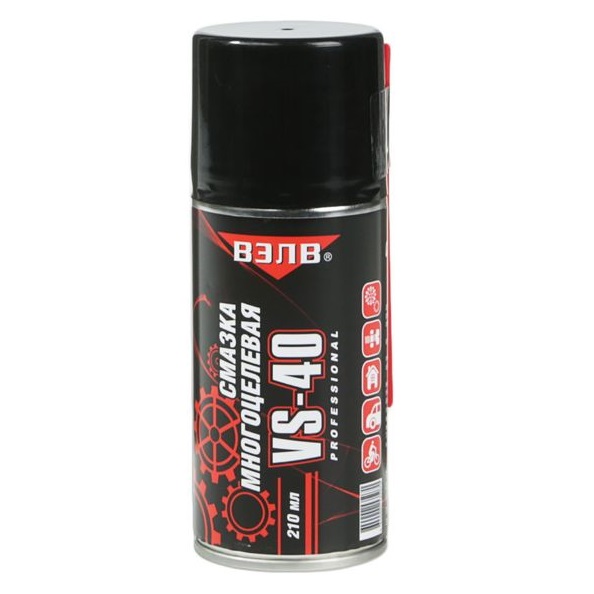 ВЭЛВ®
СМАЗКА
МНОГОЦЕЛЕВАЯ
VS-40
PROFESSIONAL
210 мл